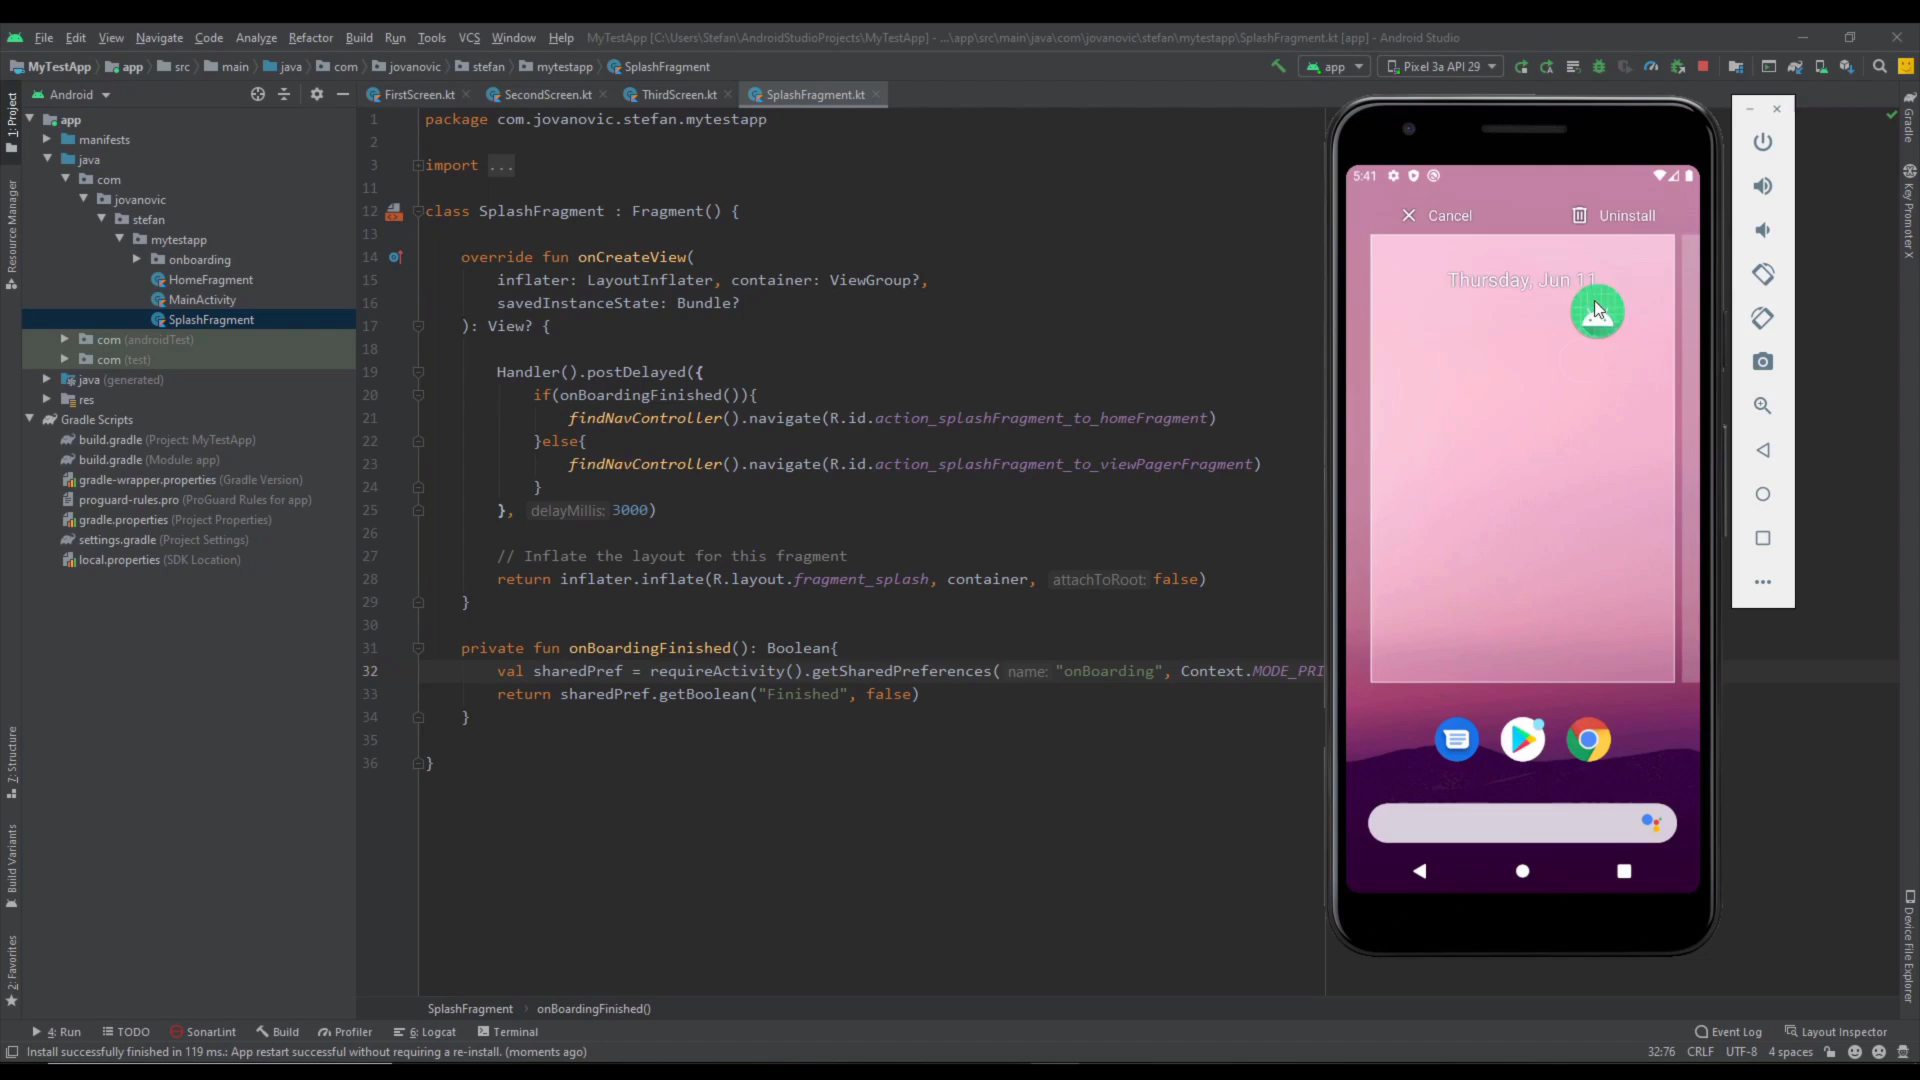 File Edit View Navigate Code Analyze Refactor Build Run Tools VCS Window Help MyTestApp [C:\Users\Stefan\AndroidStudioProjects\MyTestApp] - ...\app\src\main\java\com\jovanovic\stefan\mytestapp\SplashFragment.kt [app] - Android Studio
MyTestApp app src main java com jovanovic stefan mytestapp SplashFragment app Pixel 3a API 29
Android FirstScreen.kt SecondScreen.kt ThirdScreen.kt SplashFragment.kt
1: Project
Resource Manager
7: Structure
Build Variants
2: Favorites
app
manifests
java
com
jovanovic
stefan
mytestapp
onboarding
HomeFragment
MainActivity
SplashFragment
com (androidTest)
com (test)
java (generated)
res
Gradle Scripts
build.gradle (Project: MyTestApp)
build.gradle (Module: app)
gradle-wrapper.properties (Gradle Version)
proguard-rules.pro (ProGuard Rules for app)
gradle.properties (Project Properties)
settings.gradle (Project Settings)
local.properties (SDK Location)
1 package com.jovanovic.stefan.mytestapp
2
3 import ...
11
12 class SplashFragment : Fragment() {
13
14 override fun onCreateView(
15 inflater: LayoutInflater, container: ViewGroup?,
16 savedInstanceState: Bundle?
17 ): View? {
18
19 Handler().postDelayed({
20 if(onBoardingFinished()){
21 findNavController().navigate(R.id.action_splashFragment_to_homeFragment)
22 }else{
23 findNavController().navigate(R.id.action_splashFragment_to_viewPagerFragment)
24 }
25 }, delayMillis: 3000)
26
27 // Inflate the layout for this fragment
28 return inflater.inflate(R.layout.fragment_splash, container, attachToRoot: false)
29 }
30
31 private fun onBoardingFinished(): Boolean{
32 val sharedPref = requireActivity().getSharedPreferences( name: "onBoarding", Context.MODE_PRI
33 return sharedPref.getBoolean("Finished", false)
34 }
35
36 }
5:41
Cancel Uninstall
Thursday, Jun 11
Gradle
Key Promoter X
Device File Explorer
SplashFragment › onBoardingFinished()
4: Run TODO SonarLint Build Profiler 6: Logcat Terminal Event Log Layout Inspector
Install successfully finished in 119 ms.: App restart successful without requiring a re-install. (moments ago) 32:76 CRLF UTF-8 4 spaces